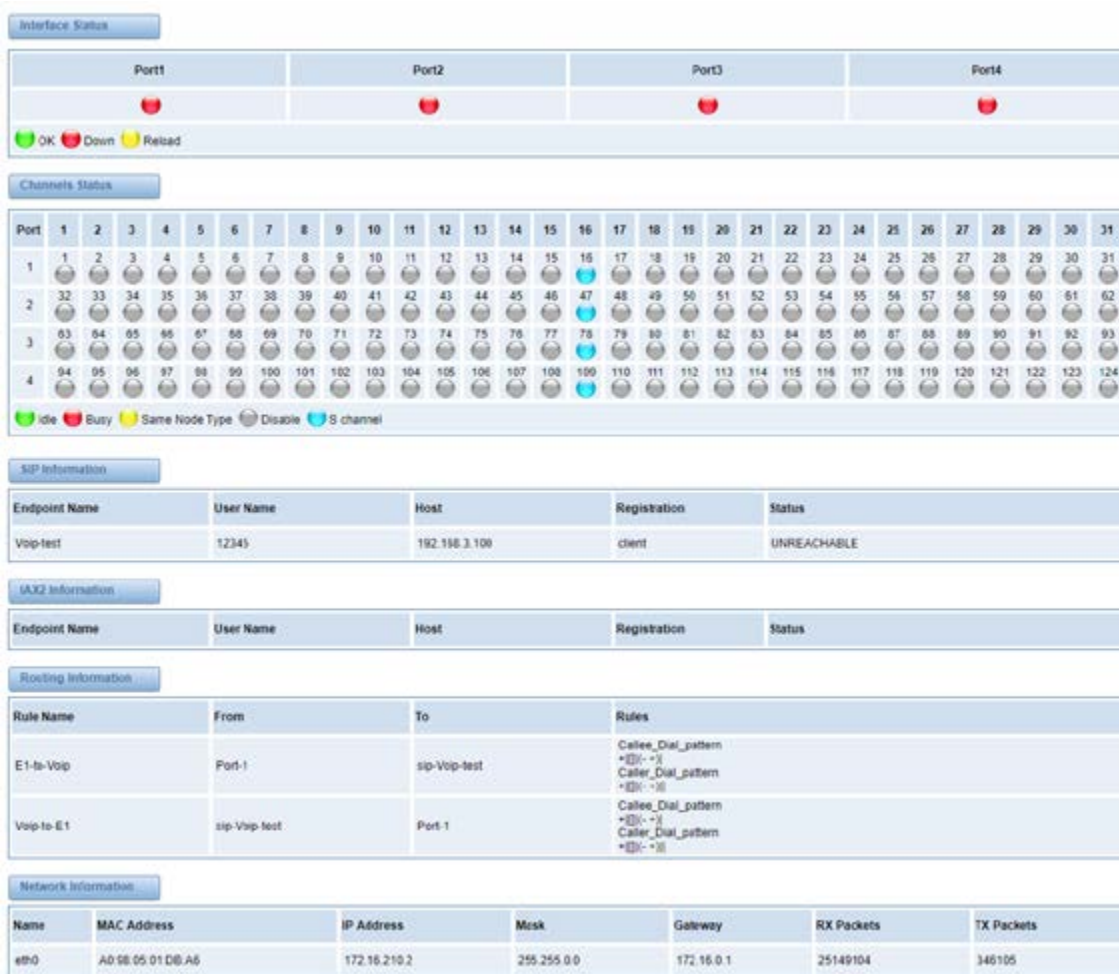 Interface Status
Port1 Port2 Port3 Port4
OK Down Reload
Channels Status
Port 1 2 3 4 5 6 7 8 9 10 11 12 13 14 15 16 17 18 19 20 21 22 23 24 25 26 27 28 29 30 31
1 1 2 3 4 5 6 7 8 9 10 11 12 13 14 15 16 17 18 19 20 21 22 23 24 25 26 27 28 29 30 31
2 32 33 34 35 36 37 38 39 40 41 42 43 44 45 46 47 48 49 50 51 52 53 54 55 56 57 58 59 60 61 62
3 63 64 65 66 67 68 69 70 71 72 73 74 75 76 77 78 79 80 81 82 83 84 85 86 87 88 89 90 91 92 93
4 94 95 96 97 98 99 100 101 102 103 104 105 106 107 108 109 110 111 112 113 114 115 116 117 118 119 120 121 122 123 124
Idle Busy Same Node Type Disable S channel
SIP Information
Endpoint Name User Name Host Registration Status
Voip-test 12345 192.168.3.100 client UNREACHABLE
IAX2 Information
Endpoint Name User Name Host Registration Status
Routing Information
Rule Name From To Rules
E1-to-Voip Port-1 sip-Voip-test
Callee_Dial_pattern
Caller_Dial_pattern
Voip-to-E1 sip-Voip-test Port-1
Callee_Dial_pattern
Caller_Dial_pattern
Network Information
Name MAC Address IP Address Mask Gateway RX Packets TX Packets
eth0 A0:98:05:01:DB:A6 172.16.210.2 255.255.0.0 172.16.0.1 25149104 346105